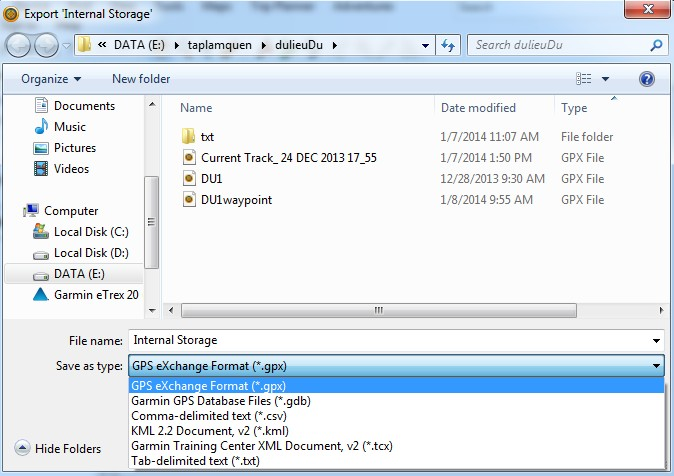 Export 'Internal Storage'
« DATA (E:) taplamquen dulieuDu
Search dulieuDu
Organize New folder
Documents
Music
Pictures
Videos
Computer
Local Disk (C:)
Local Disk (D:)
DATA (E:)
Garmin eTrex 20
Name Date modified Type
txt 1/7/2014 11:07 AM File folder
Current Track_ 24 DEC 2013 17_55 1/7/2014 1:50 PM GPX File
DU1 12/28/2013 9:30 AM GPX File
DU1waypoint 1/8/2014 9:55 AM GPX File
File name: Internal Storage
Save as type: GPS eXchange Format (*.gpx)
GPS eXchange Format (*.gpx)
Garmin GPS Database Files (*.gdb)
Comma-delimited text (*.csv)
KML 2.2 Document, v2 (*.kml)
Garmin Training Center XML Document, v2 (*.tcx)
Tab-delimited text (*.txt)
Hide Folders